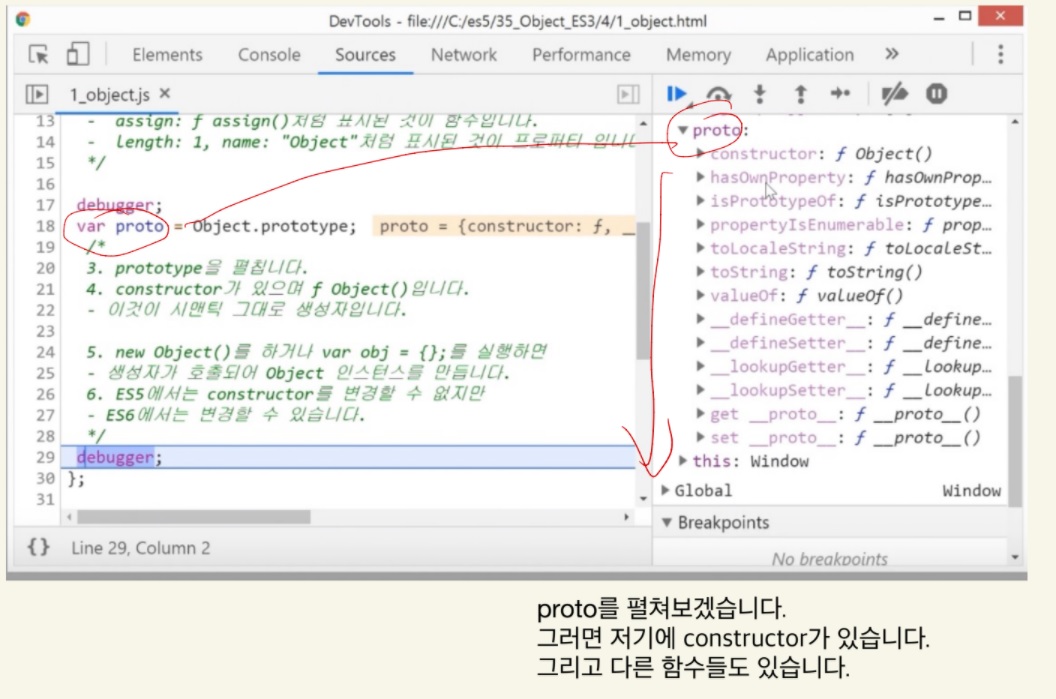 DevTools - file:///C:/es5/35_Object_ES3/4/1_object.html
Elements Console Sources Network Performance Memory Application »
1_object.js ×
13 - assign: f assign()처럼 표시된 것이 함수입니다.
14 - length: 1, name: "Object"처럼 표시된 것이 프로퍼티
15 */
16
17 debugger;
18 var proto = Object.prototype; proto = {constructor: f, _
19 /*
20 3. prototype을 펼칩니다.
21 4. constructor가 있으며 f Object()입니다.
22 - 이것이 시맨틱 그대로 생성자입니다.
23
24 5. new Object()를 하거나 var obj = {};를 실행하면
25 - 생성자가 호출되어 Object 인스턴스를 만듭니다.
26 6. ES5에서는 constructor를 변경할 수 없지만
27 - ES6에서는 변경할 수 있습니다.
28 */
29 debugger;
30 };
31
{} Line 29, Column 2
▼proto:
▶constructor: f Object()
▶hasOwnProperty: f hasOwnProp…
▶isPrototypeOf: f isPrototype…
▶propertyIsEnumerable: f prop…
▶toLocaleString: f toLocaleSt…
▶toString: f toString()
▶valueOf: f valueOf()
▶__defineGetter__: f __define…
▶__defineSetter__: f __define…
▶__lookupGetter__: f __lookup…
▶__lookupSetter__: f __lookup…
▶get __proto__: f __proto__()
▶set __proto__: f __proto__()
▶this: Window
▶Global Window
▼Breakpoints
No breakpoints
proto를 펼쳐보겠습니다.
그러면 저기에 constructor가 있습니다.
그리고 다른 함수들도 있습니다.